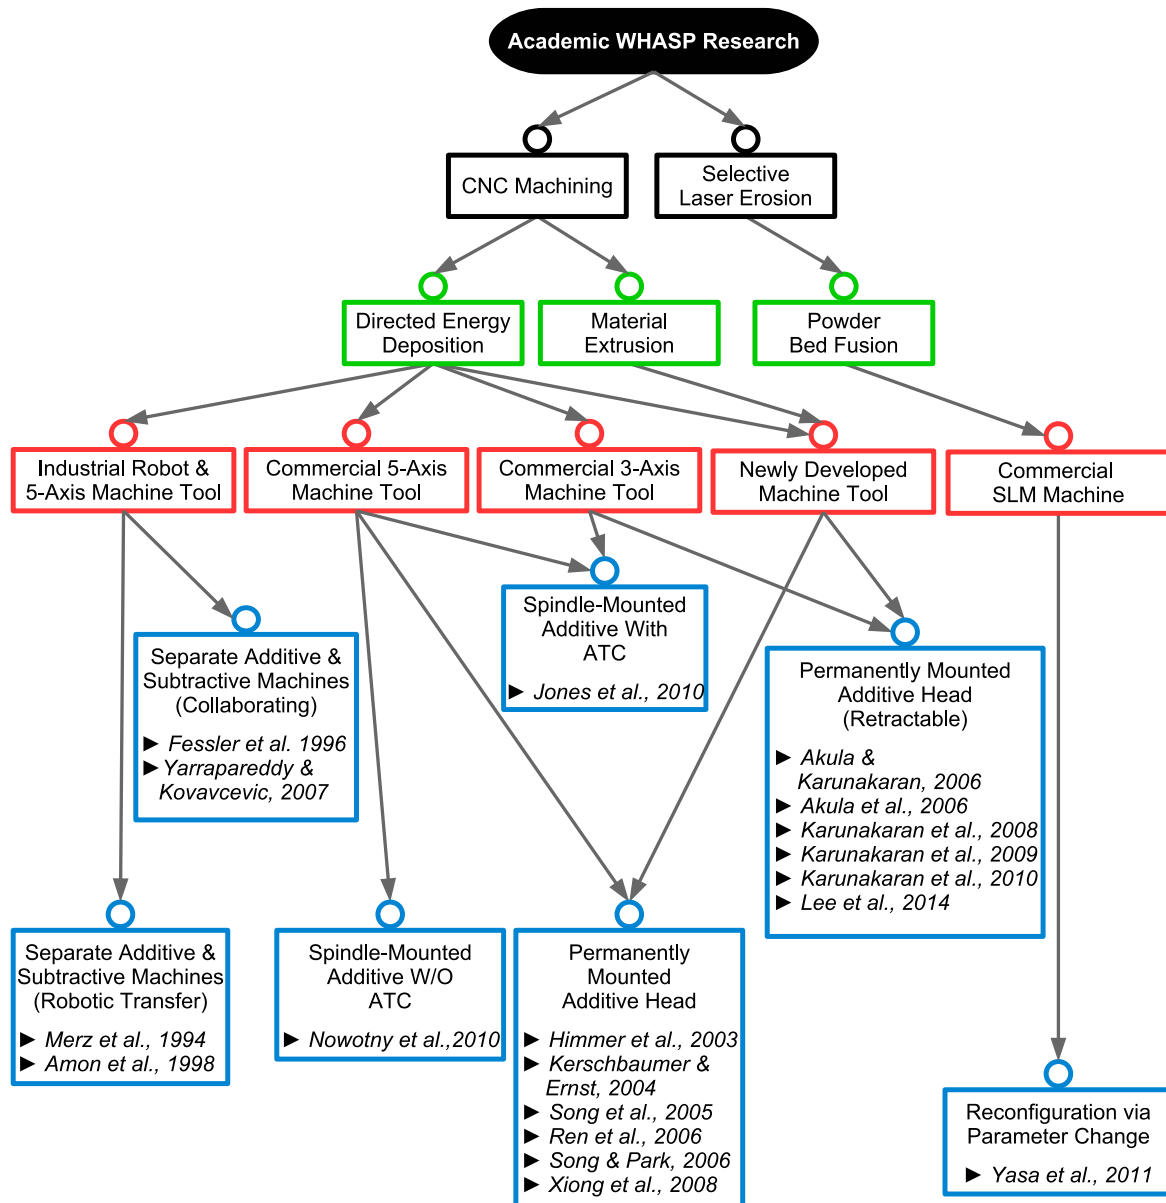 Academic WHASP Research
CNC Machining
Selective
Laser Erosion
Directed Energy
Deposition
Material
Extrusion
Powder
Bed Fusion
Industrial Robot &
5-Axis Machine Tool
Commercial 5-Axis
Machine Tool
Commercial 3-Axis
Machine Tool
Newly Developed
Machine Tool
Commercial
SLM Machine
Spindle-Mounted
Additive With
ATC
► Jones et al., 2010
Separate Additive &
Subtractive Machines
(Collaborating)
► Fessler et al. 1996
► Yarrapareddy &
Kovavcevic, 2007
Permanently Mounted
Additive Head
(Retractable)
► Akula &
Karunakaran, 2006
► Akula et al., 2006
► Karunakaran et al., 2008
► Karunakaran et al., 2009
► Karunakaran et al., 2010
► Lee et al., 2014
Separate Additive &
Subtractive Machines
(Robotic Transfer)
► Merz et al., 1994
► Amon et al., 1998
Spindle-Mounted
Additive W/O
ATC
► Nowotny et al.,2010
Permanently
Mounted
Additive Head
► Himmer et al., 2003
► Kerschbaumer &
Ernst, 2004
► Song et al., 2005
► Ren et al., 2006
► Song & Park, 2006
► Xiong et al., 2008
Reconfiguration via
Parameter Change
► Yasa et al., 2011